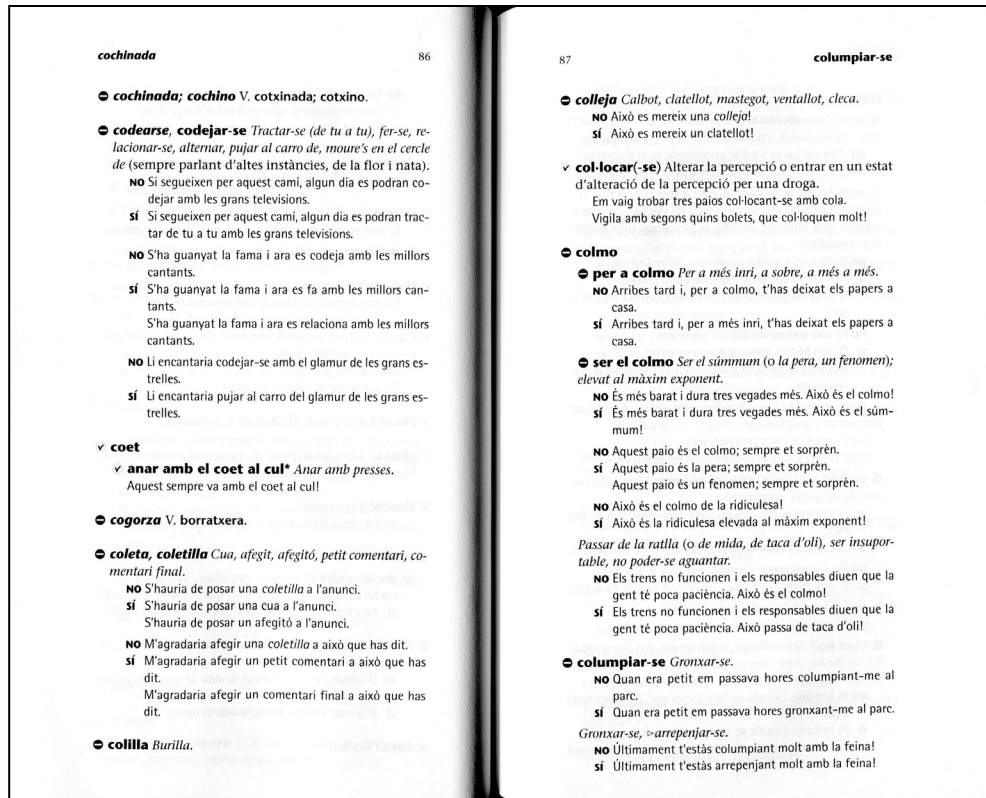 cochinada 86
⊖ cochinada; cochino V. cotxinada; cotxino.
⊖ codearse, codejar-se Tractar-se (de tu a tu), fer-se, re-
lacionar-se, alternar, pujar al carro de, moure's en el cercle
de (sempre parlant d'altes instàncies, de la flor i nata).
NO Si segueixen per aquest camí, algun dia es podran co-
dejar amb les grans televisions.
SÍ Si segueixen per aquest camí, algun dia es podran trac-
tar de tu a tu amb les grans televisions.
NO S'ha guanyat la fama i ara es codeja amb els millors
cantants.
SÍ S'ha guanyat la fama i ara es fa amb els millors can-
tants.
S'ha guanyat la fama i ara es relaciona amb els millors
cantants.
NO Li encantaria codejar-se amb el glamur de les grans es-
trelles.
SÍ Li encantaria pujar al carro del glamur de les grans es-
trelles.
✓ coet
✓ anar amb el coet al cul* Anar amb presses.
Aquest sempre va amb el coet al cul!
⊖ cogorza V. borratxera.
⊖ coleta, coletilla Cua, afegit, afegitó, petit comentari, co-
mentari final.
NO S'hauria de posar una coletilla a l'anunci.
SÍ S'hauria de posar una cua a l'anunci.
S'hauria de posar un afegitó a l'anunci.
NO M'agradaria afegir una coletilla a això que has dit.
SÍ M'agradaria afegir un petit comentari a això que has
dit.
M'agradaria afegir un comentari final a això que has
dit.
⊖ colilla Burilla.
87 columpiar-se
⊖ colleja Calbot, clatellot, mastegot, ventallot, cleca.
NO Això es mereix una colleja!
SÍ Això es mereix un clatellot!
✓ col·locar(-se) Alterar la percepció o entrar en un estat
d'alteració de la percepció per una droga.
Em vaig trobar tres paios col·locant-se amb cola.
Vigila amb segons quins bolets, que col·loquen molt!
⊖ colmo
⊖ per a colmo Per a més inri, a sobre, a més a més.
NO Arribes tard i, per a colmo, t'has deixat els papers a
casa.
SÍ Arribes tard i, per a més inri, t'has deixat els papers a
casa.
⊖ ser el colmo Ser el súmmum (o la pera, un fenomen);
elevat al màxim exponent.
NO És més barat i dura tres vegades més. Això és el colmo!
SÍ És més barat i dura tres vegades més. Això és el súm-
mum!
NO Aquest paio és el colmo; sempre et sorprèn.
SÍ Aquest paio és la pera; sempre et sorprèn.
Aquest paio és un fenomen; sempre et sorprèn.
NO Això és el colmo de la ridiculesa!
SÍ Això és la ridiculesa elevada al màxim exponent!
Passar de la ratlla (o de mida, de taca d'oli), ser insupor-
table, no poder-se aguantar.
NO Els trens no funcionen i els responsables diuen que la
gent té poca paciència. Això és el colmo!
SÍ Els trens no funcionen i els responsables diuen que la
gent té poca paciència. Això passa de taca d'oli!
⊖ columpiar-se Gronxar-se.
NO Quan era petit em passava hores columpiant-me al
parc.
SÍ Quan era petit em passava hores gronxant-me al parc.
Gronxar-se, ▹arrepenjar-se.
NO Últimament t'estàs columpiant molt amb la feina!
SÍ Últimament t'estàs arrepenjant molt amb la feina!